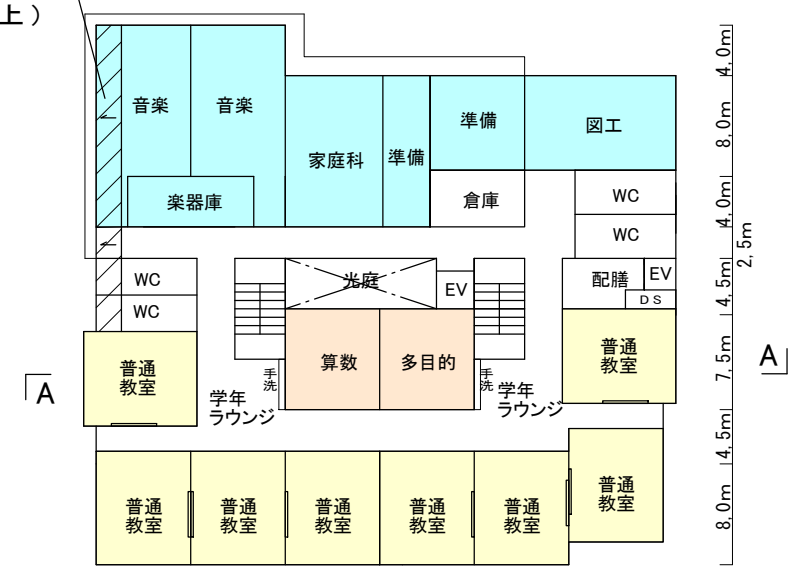 上）
音楽
音楽
楽器庫
家庭科
準備
準備
倉庫
図工
WC
WC
WC
WC
光庭
EV
配膳
EV
DS
算数
多目的
手洗
手洗
普通
教室
普通
教室
学年
ラウンジ
学年
ラウンジ
A
A
普通
教室
普通
教室
普通
教室
普通
教室
普通
教室
普通
教室
4,0m
8,0m
4,0m
2,5m
4,5m
7,5m
4,5m
8,0m